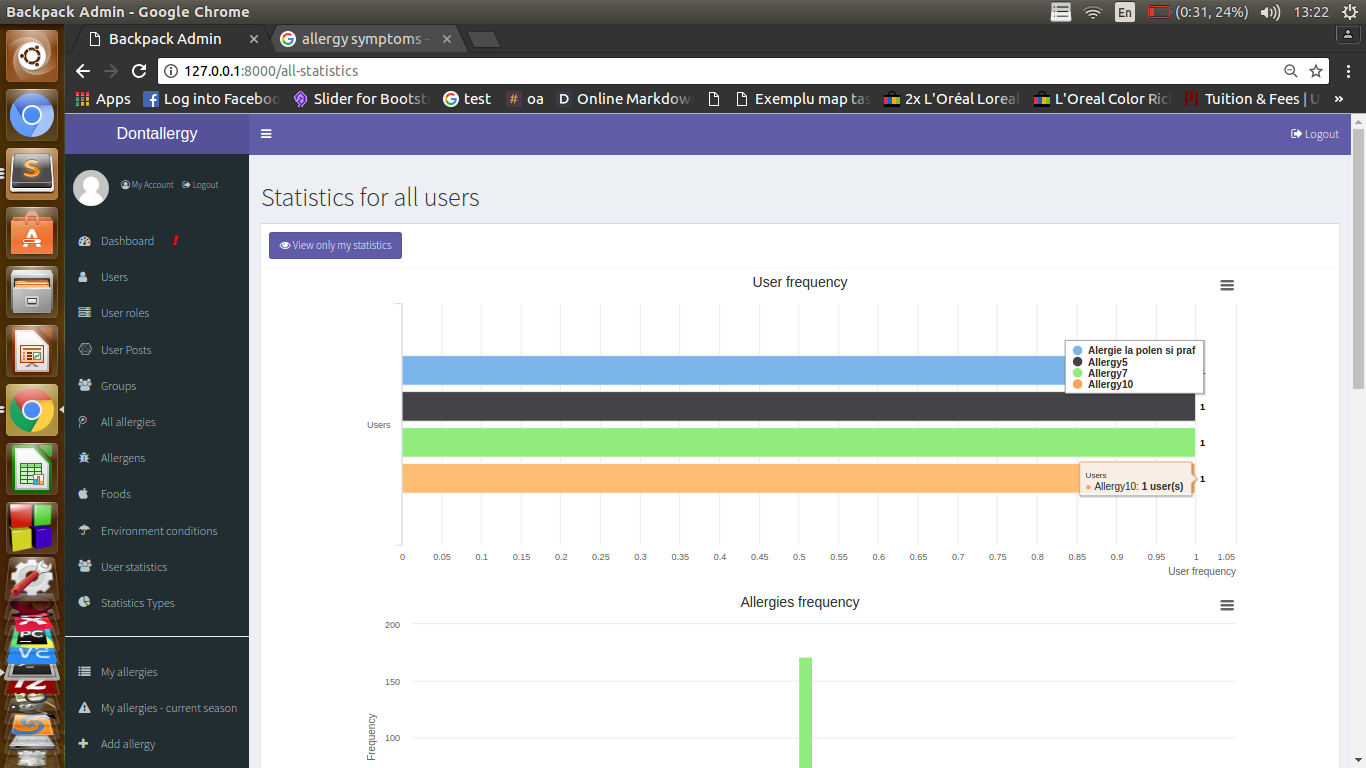 Backpack Admin - Google Chrome
En
(0:31, 24%)
13:22
Backpack Admin
allergy symptoms -
127.0.0.1:8000/all-statistics
Apps
Log into Faceboo
Slider for Bootst
test
oa
Online Markdow
Exemplu map tas
2x L'Oréal Loreal
L'Oreal Color Ric
Tuition & Fees | U
»
Dontallergy
Logout
My Account
Logout
Dashboard !
Users
User roles
User Posts
Groups
All allergies
Allergens
Foods
Environment conditions
User statistics
Statistics Types
My allergies
My allergies - current season
Add allergy
Statistics for all users
View only my statistics
User frequency
Alergie la polen si praf
Allergy5
Allergy7
Allergy10
1
1
1
Users
Users
Allergy10: 1 user(s)
0 0.05 0.1 0.15 0.2 0.25 0.3 0.35 0.4 0.45 0.5 0.55 0.6 0.65 0.7 0.75 0.8 0.85 0.9 0.95 1 1.05
User frequency
Allergies frequency
200
150
100
Frequency
S
A
PC
VC